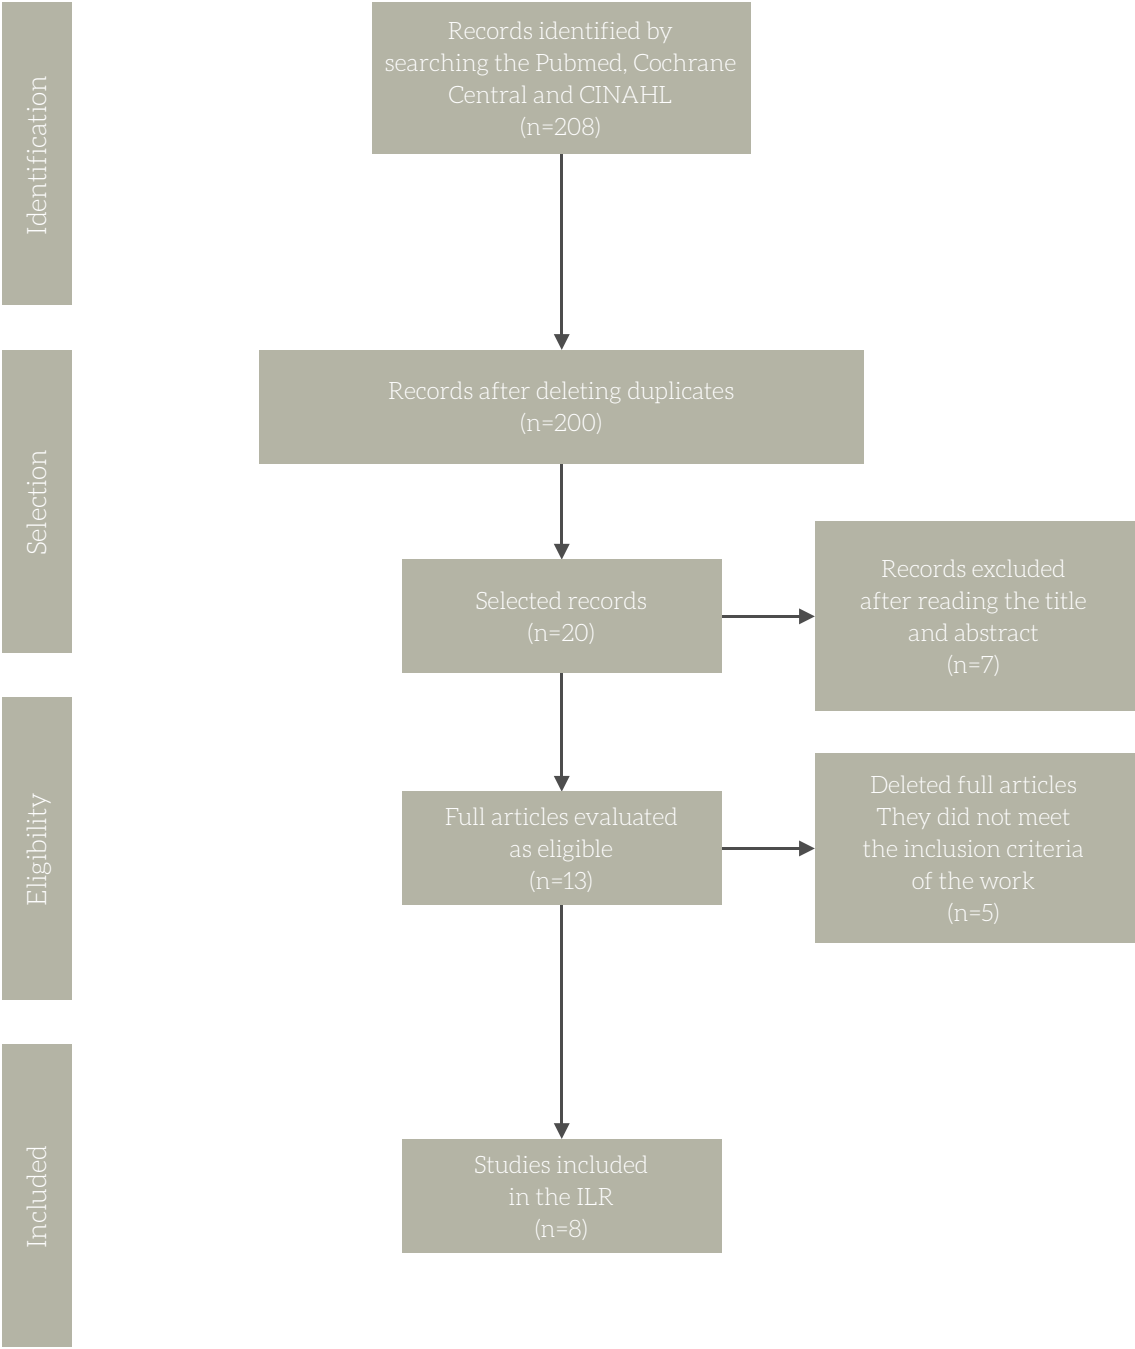 Identification
Records identified by
searching the Pubmed, Cochrane
Central and CINAHL
(n=208)
Selection
Records after deleting duplicates
(n=200)
Selected records
(n=20)
Records excluded
after reading the title
and abstract
(n=7)
Eligibility
Full articles evaluated
as eligible
(n=13)
Deleted full articles
They did not meet
the inclusion criteria
of the work
(n=5)
Included
Studies included
in the ILR
(n=8)